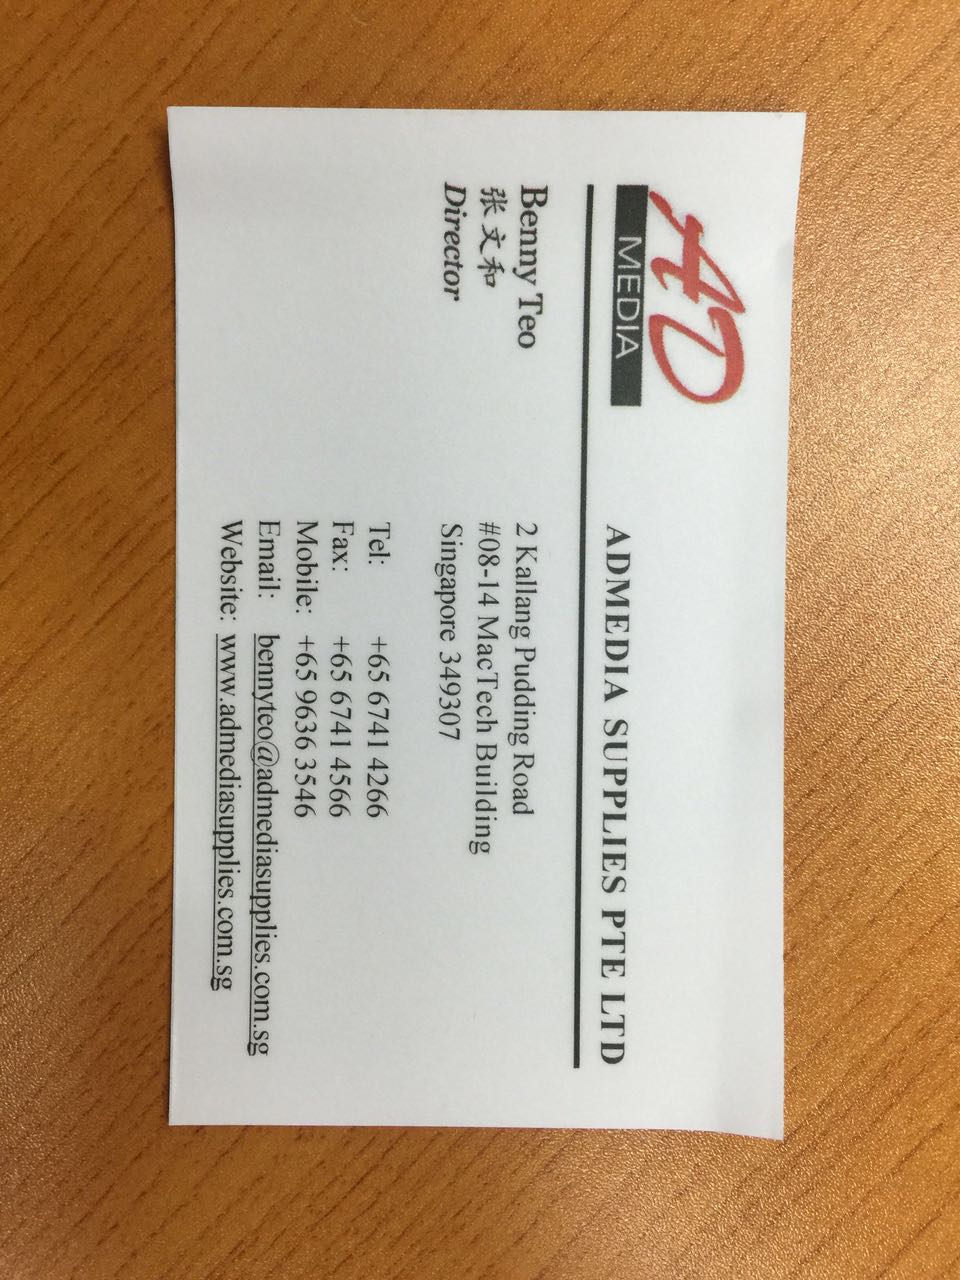 AD
MEDIA
ADMEDIA SUPPLIES PTE LTD
Benny Teo
张文和
Director
2 Kallang Pudding Road
#08-14 MacTech Building
Singapore 349307
Tel: +65 6741 4266
Fax: +65 6741 4566
Mobile: +65 9636 3546
Email: bennyteo@admediasupplies.com.sg
Website: www.admediasupplies.com.sg